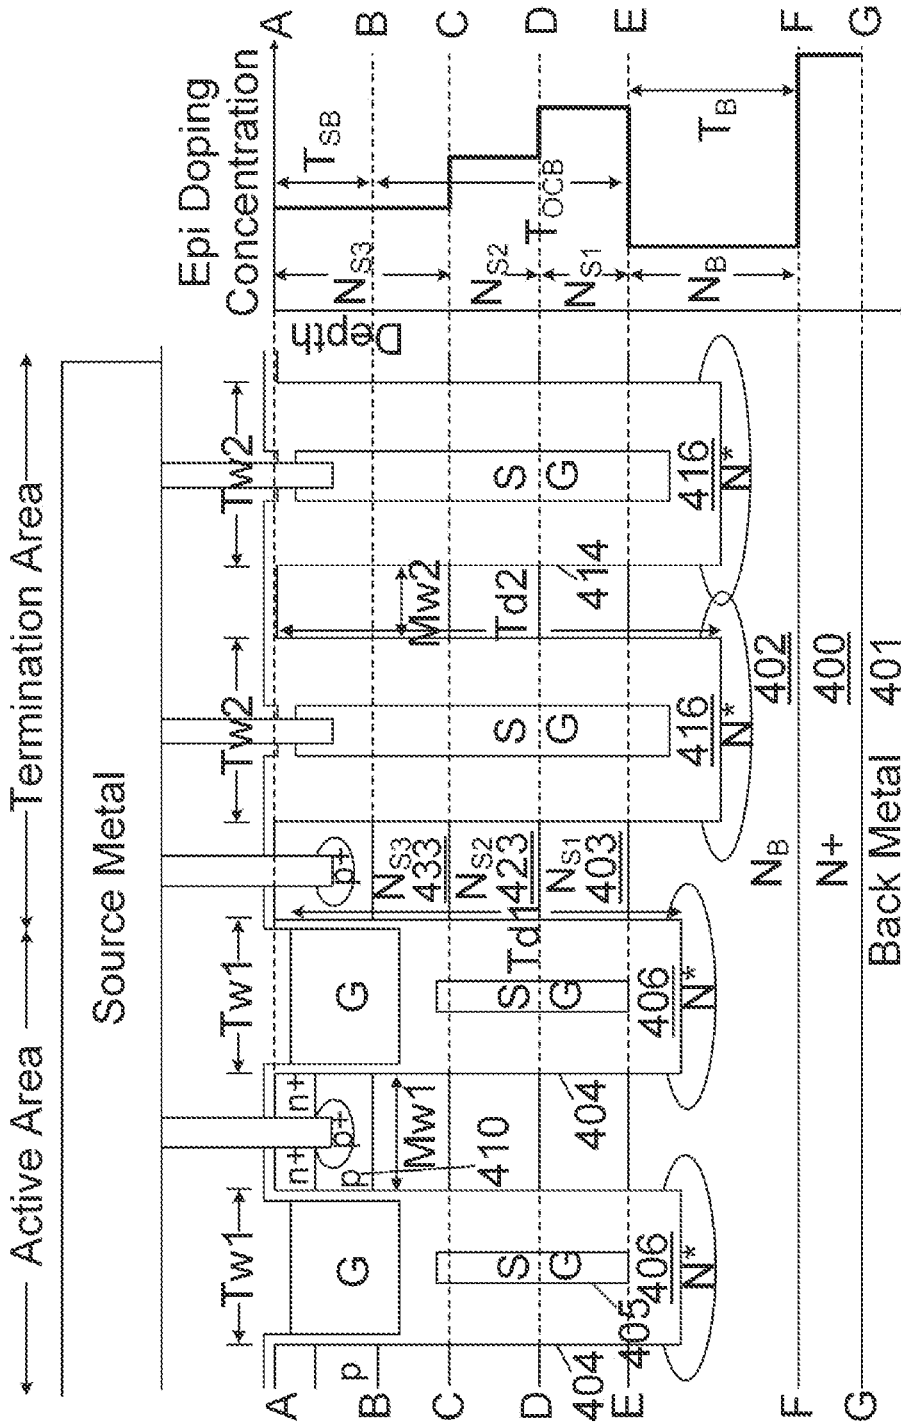 Active Area
Termination Area
Source Metal
Epi Doping
Concentration
Tw1
Tw1
Tw2
Tw2
Depth
A
A
n+
n+
p+
p+
p
p
B
B
G
G
Mw1
410
Mw2
T_SB
N_S3
N_S3
433
C
C
S G
S G
S G
S G
Td1
Td2
N_S2
423
N_S2
T_OCB
D
D
404
404
414
N_S1
403
N_S1
405
E
E
406
406
416
416
N*
N*
N*
N*
N_B
402
N_B
T_B
F
F
N+
400
G
G
Back Metal
401